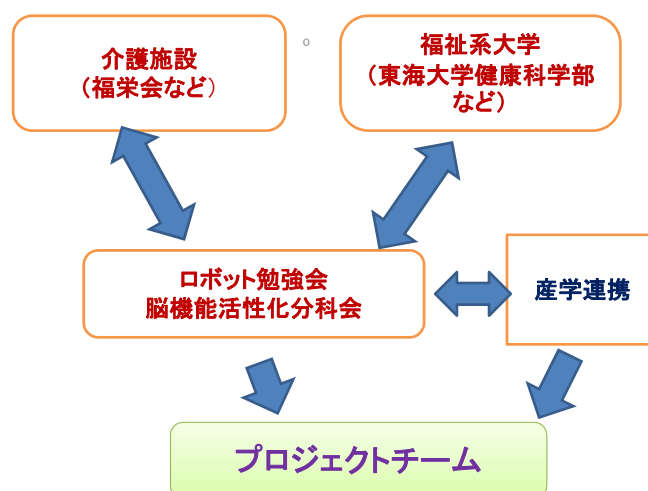 介護施設
（福栄会など）
福祉系大学
（東海大学健康科学部
など）
ロボット勉強会
脳機能活性化分科会
産学連携
プロジェクトチーム